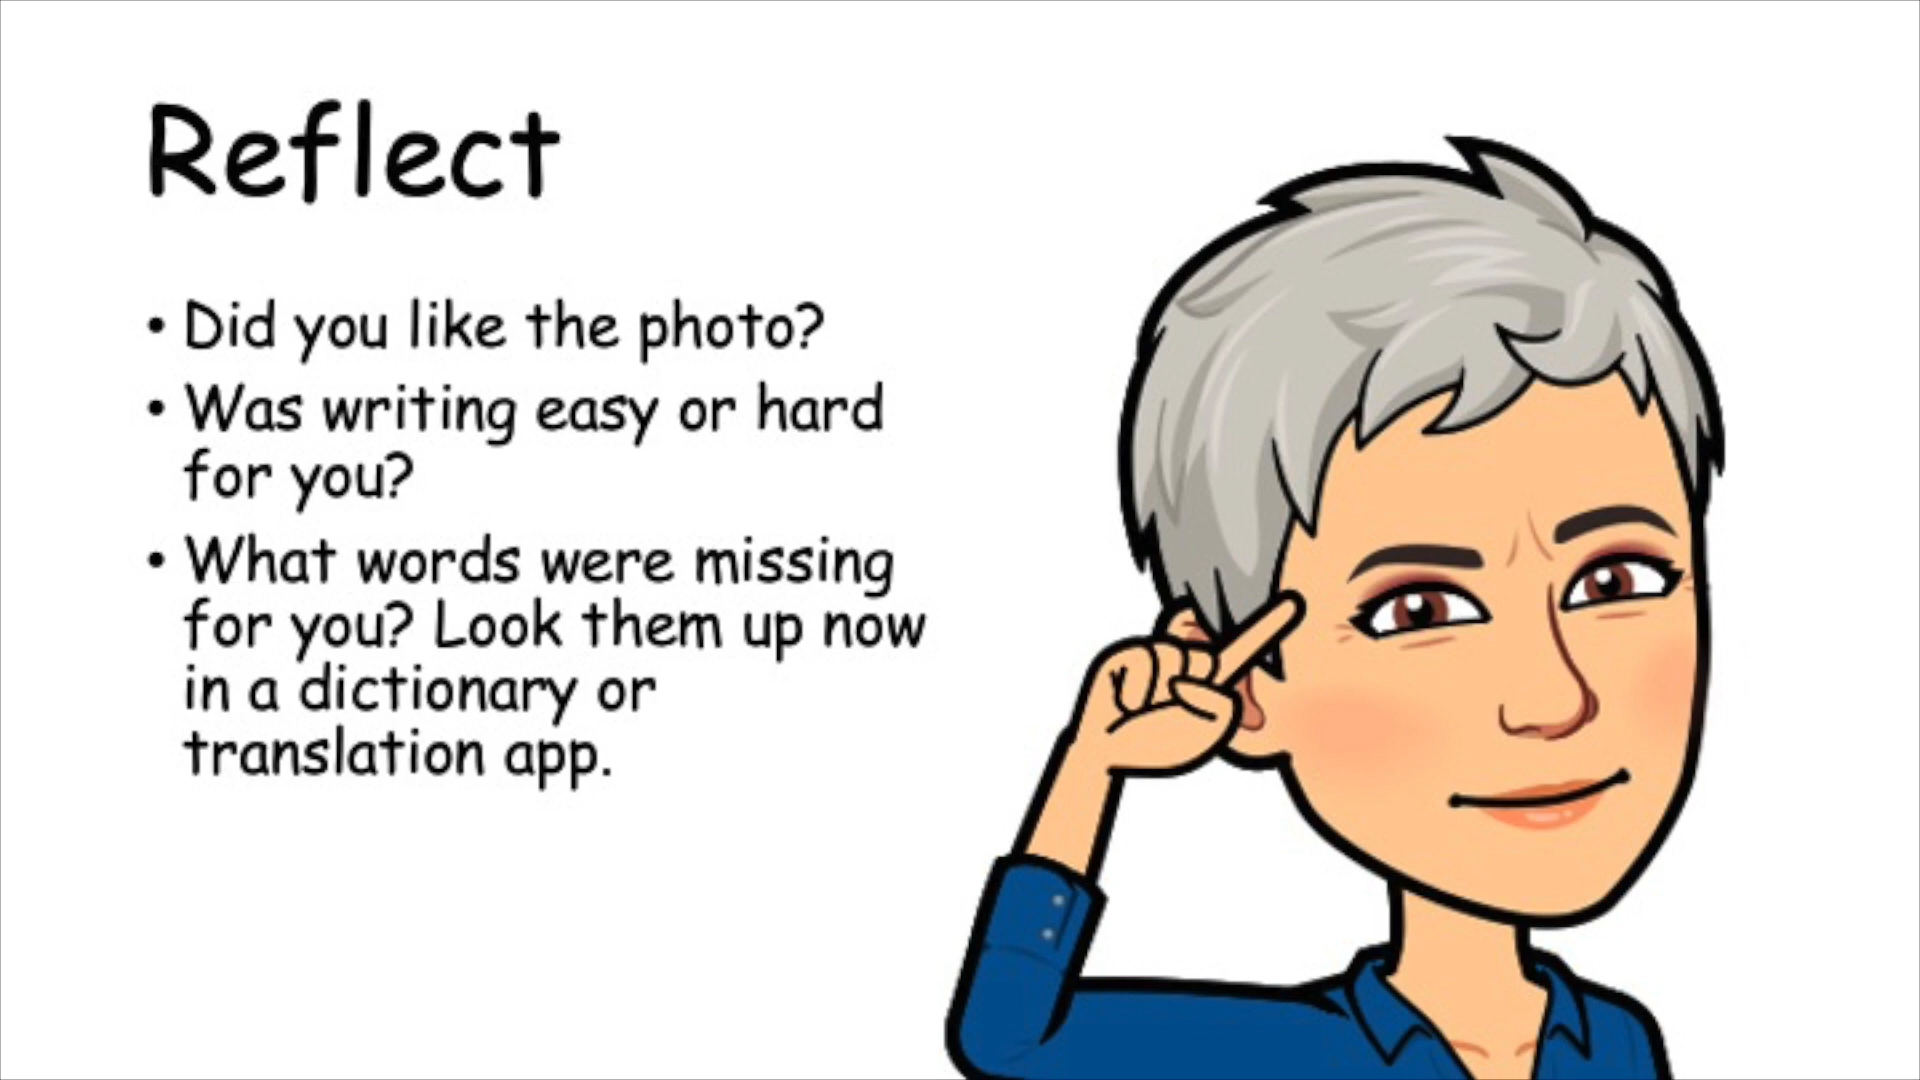 Reflect
• Did you like the photo?
• Was writing easy or hard
for you?
• What words were missing
for you? Look them up now
in a dictionary or
translation app.